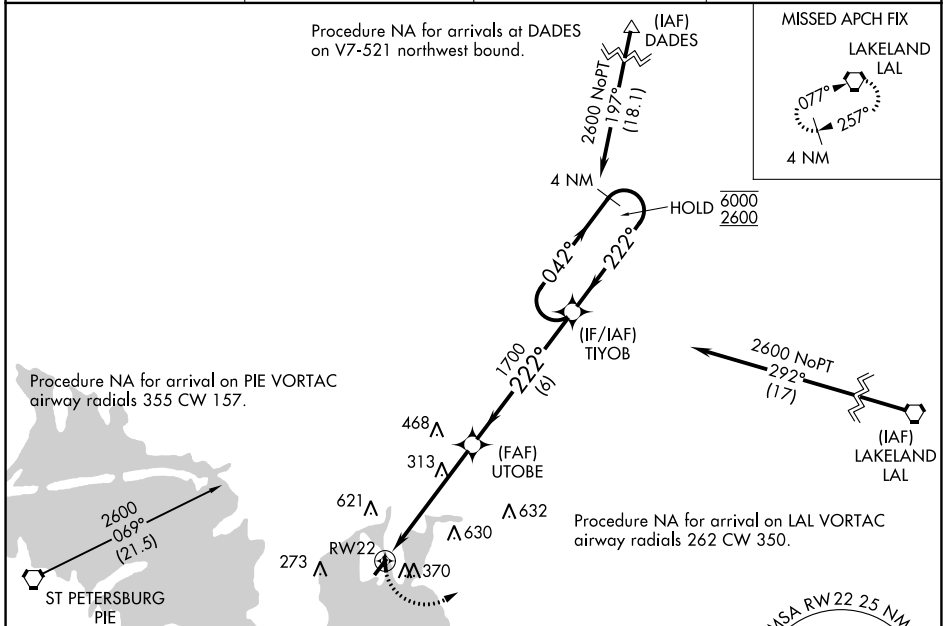 Procedure NA for arrivals at DADES
on V7-521 northwest bound.
(IAF)
DADES
2600 NoPT
197°
(18.1)
MISSED APCH FIX
LAKELAND
LAL
077°
257°
4 NM
4 NM
HOLD
6000
2600
042°
222°
(IF/IAF)
TIYOB
1700
222°
(6)
2600 NoPT
292°
(17)
(IAF)
LAKELAND
LAL
Procedure NA for arrival on PIE VORTAC
airway radials 355 CW 157.
468
(FAF)
UTOBE
313
621
632
630
Procedure NA for arrival on LAL VORTAC
airway radials 262 CW 350.
2600
069°
(21.5)
RW22
273
370
ST PETERSBURG
PIE
MSA RW 22 25 NM